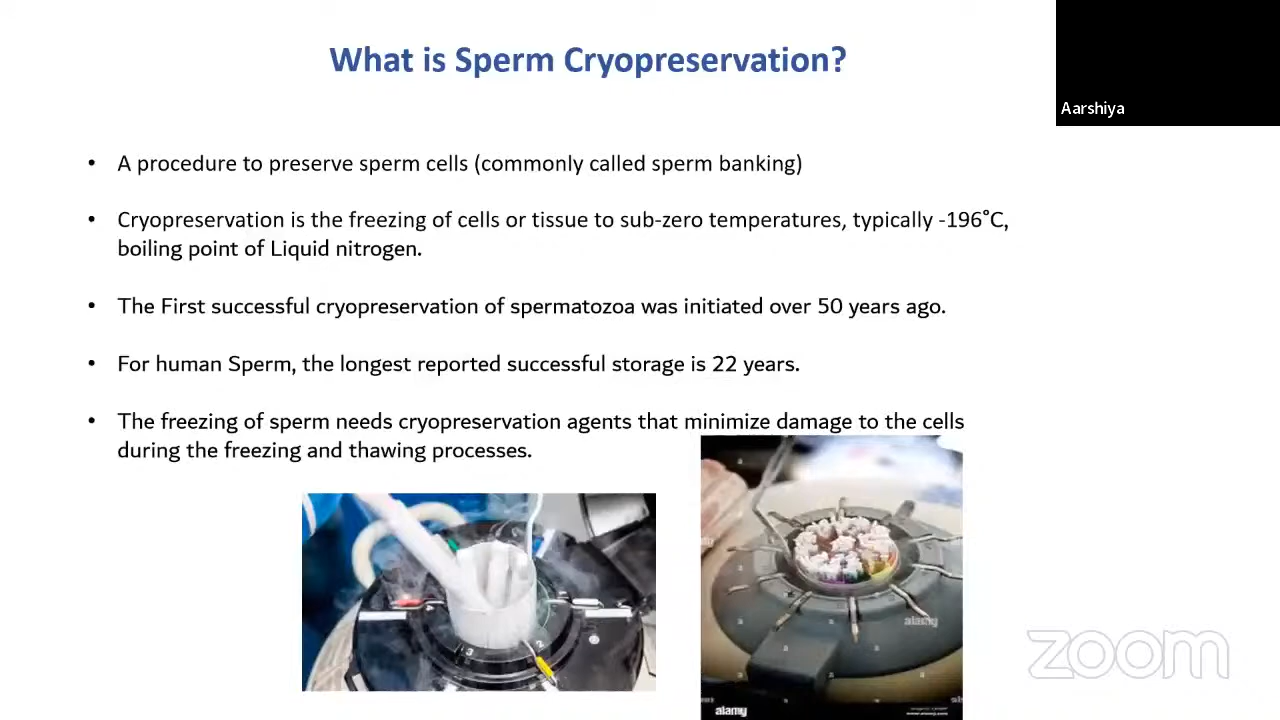 What is Sperm Cryopreservation?
Aarshiya
• A procedure to preserve sperm cells (commonly called sperm banking)
• Cryopreservation is the freezing of cells or tissue to sub-zero temperatures, typically -196°C,
boiling point of Liquid nitrogen.
• The First successful cryopreservation of spermatozoa was initiated over 50 years ago.
• For human Sperm, the longest reported successful storage is 22 years.
• The freezing of sperm needs cryopreservation agents that minimize damage to the cells
during the freezing and thawing processes.
3
2
alamy
zoom
alamy